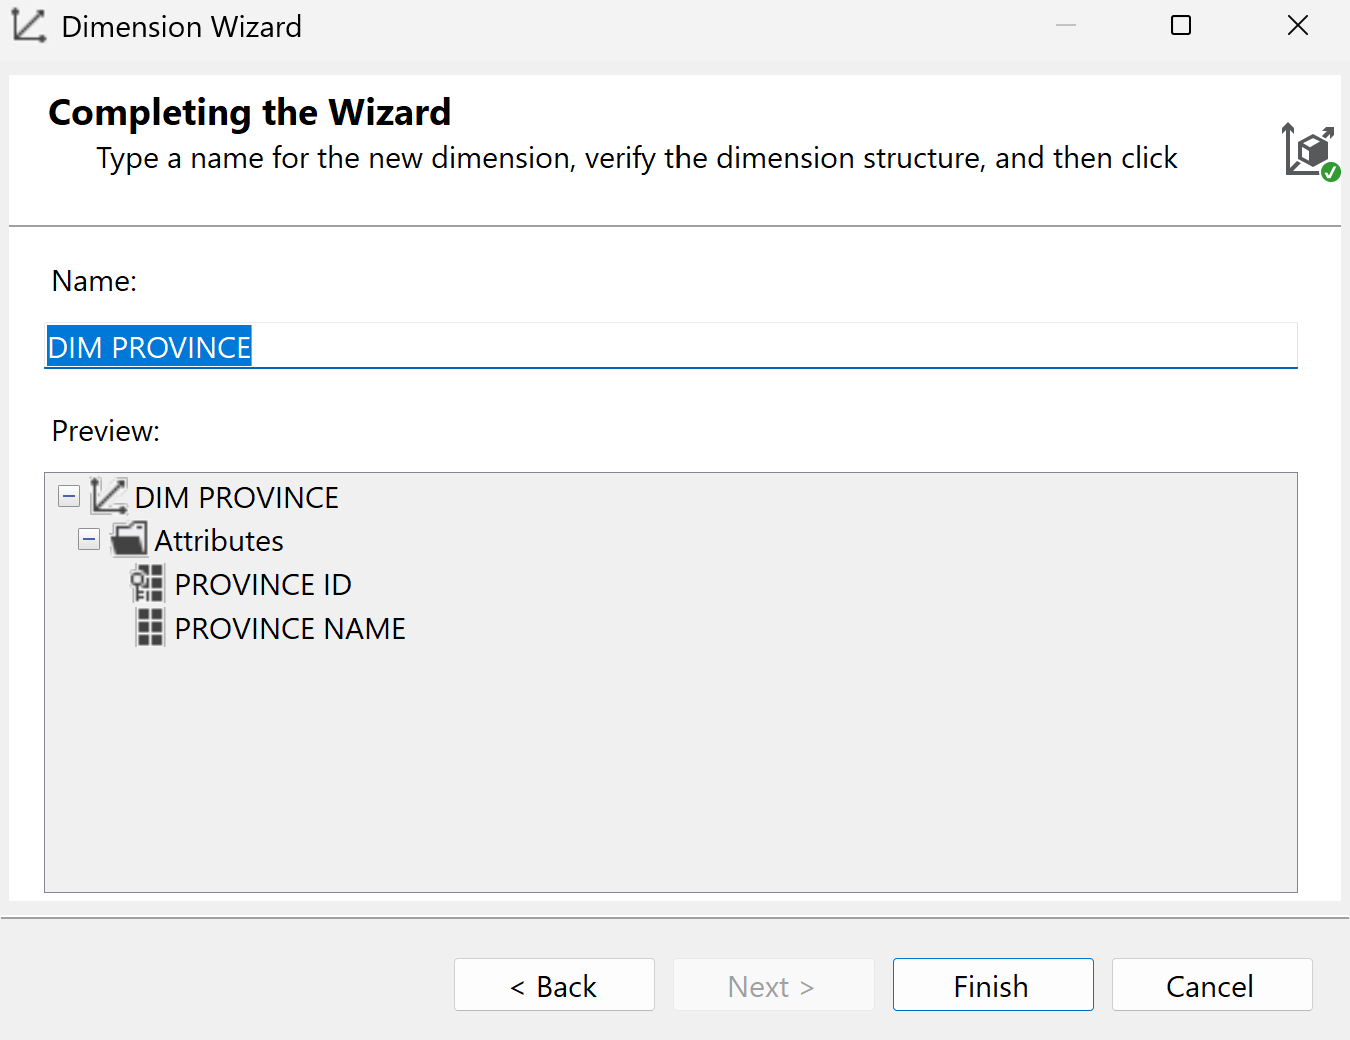 Dimension Wizard
Completing the Wizard
Type a name for the new dimension, verify the dimension structure, and then click
Name:
DIM PROVINCE
Preview:
DIM PROVINCE
Attributes
PROVINCE ID
PROVINCE NAME
< Back
Next >
Finish
Cancel